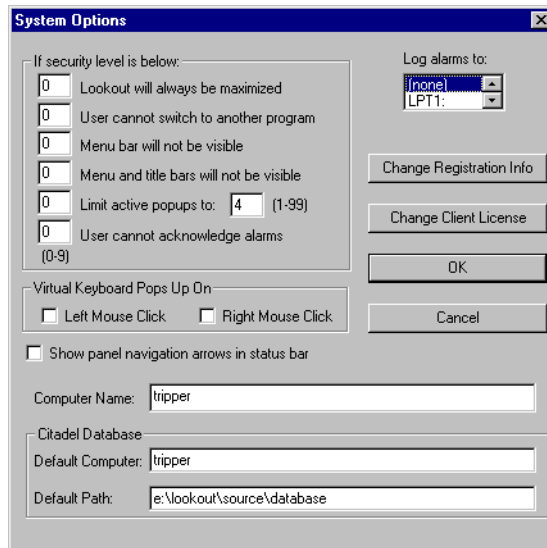 System Options
If security level is below:
0 Lookout will always be maximized
0 User cannot switch to another program
0 Menu bar will not be visible
0 Menu and title bars will not be visible
0 Limit active popups to: 4 (1-99)
0 User cannot acknowledge alarms
(0-9)
Log alarms to:
(none)
LPT1:
Change Registration Info
Change Client License
OK
Cancel
Virtual Keyboard Pops Up On
Left Mouse Click Right Mouse Click
Show panel navigation arrows in status bar
Computer Name: tripper
Citadel Database
Default Computer: tripper
Default Path: e:\lookout\source\database